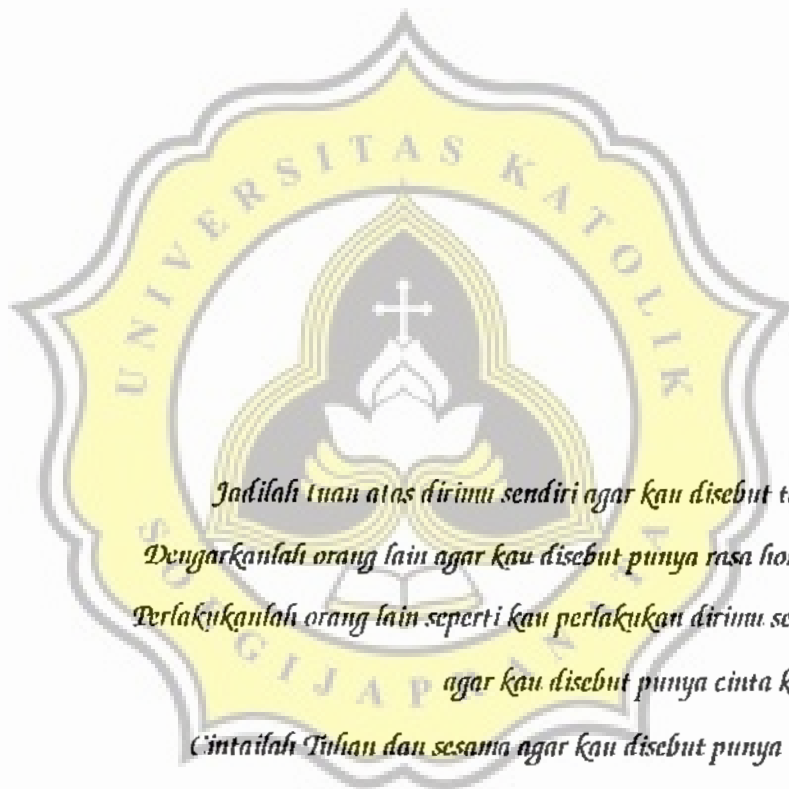 UNIVERSITAS KATOLIK
SOEGIJAPRANATA
Jadilah tuan atas dirimu sendiri agar kau disebut
Dengarkanlah orang lain agar kau disebut punya rasa
Perlakukanlah orang lain seperti kau perlakukan dirimu
agar kau disebut punya cinta
Cintailah Tuhan dan sesama agar kau disebut punya